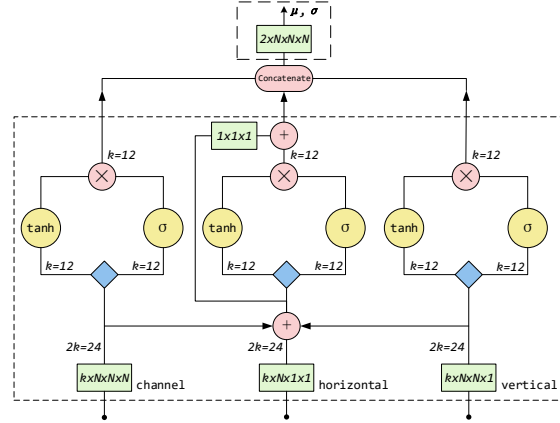 μ, σ
2xNxNxN
Concatenate
1x1x1
+
k=12
k=12
k=12
×
×
×
tanh
σ
tanh
σ
tanh
σ
k=12
k=12
k=12
k=12
k=12
k=12
+
2k=24
2k=24
2k=24
kxNxNxN
channel
kxNx1x1
horizontal
kxNxNx1
vertical